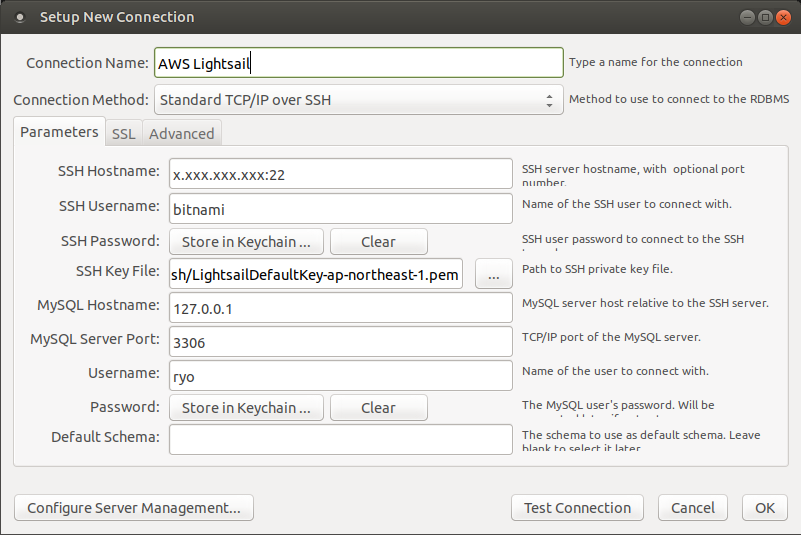 Setup New Connection
Connection Name: AWS Lightsail Type a name for the connection
Connection Method: Standard TCP/IP over SSH Method to use to connect to the RDBMS
Parameters SSL Advanced
SSH Hostname: x.xxx.xxx.xxx:22 SSH server hostname, with optional port
number.
SSH Username: bitnami Name of the SSH user to connect with.
SSH Password: Store in Keychain ... Clear SSH user password to connect to the SSH
SSH Key File: sh/LightsailDefaultKey-ap-northeast-1.pem ... Path to SSH private key file.
MySQL Hostname: 127.0.0.1 MySQL server host relative to the SSH server.
MySQL Server Port: 3306 TCP/IP port of the MySQL server.
Username: ryo Name of the user to connect with.
Password: Store in Keychain ... Clear The MySQL user's password. Will be
Default Schema: The schema to use as default schema. Leave
blank to select it later.
Configure Server Management... Test Connection Cancel OK